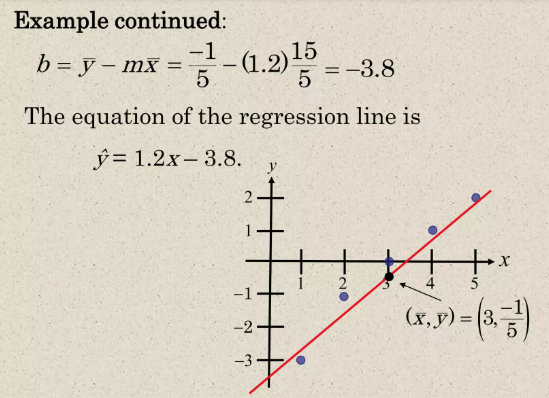 Example continued:
b = y̅ – mx̅ = −1/5 – (1.2) 15/5 = –3.8
The equation of the regression line is
ŷ = 1.2x – 3.8.
y
2
1
x
1 2 3 4 5
–1
(x̅, y̅) = (3, −1/5)
–2
–3